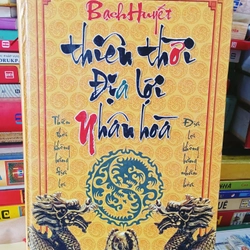 Bạch Huyết
Thiên Thời
Địa Lợi
Nhân hòa
Thiên
thời
không
bằng
địa
lợi
Địa
lợi
không
bằng
nhân
hòa